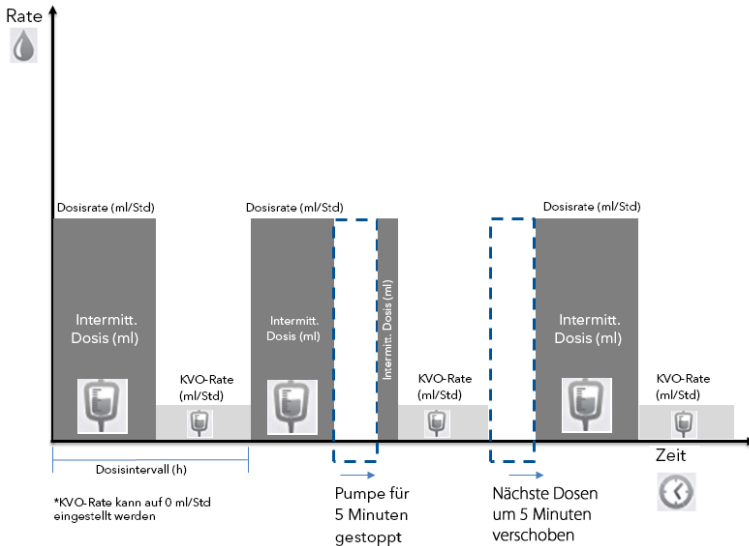 Rate
Dosisrate (ml/Std)
Dosisrate (ml/Std)
Dosisrate (ml/Std)
Intermitt.
Dosis (ml)
Intermitt.
Dosis (ml)
Intermitt. Dosis (ml)
Intermitt.
Dosis (ml)
KVO-Rate
(ml/Std)
KVO-Rate
(ml/Std)
KVO-Rate
(ml/Std)
Zeit
Dosisintervall (h)
*KVO-Rate kann auf 0 ml/Std
eingestellt werden
Pumpe für
5 Minuten
gestoppt
Nächste Dosen
um 5 Minuten
verschoben